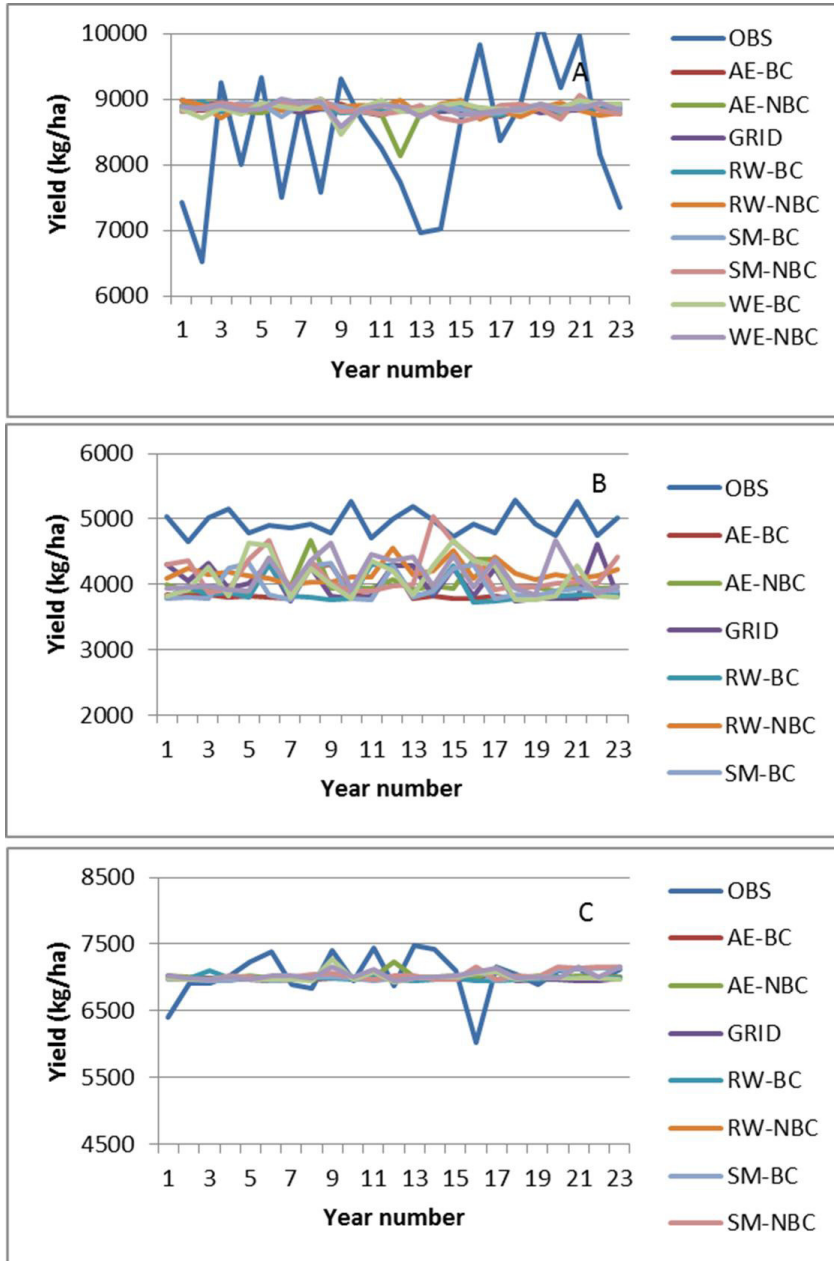 A
Yield (kg/ha)
10000
9000
8000
7000
6000
1 3 5 7 9 11 13 15 17 19 21 23
Year number
OBS
AE-BC
AE-NBC
GRID
RW-BC
RW-NBC
SM-BC
SM-NBC
WE-BC
WE-NBC
B
Yield (kg/ha)
6000
5000
4000
3000
2000
1 3 5 7 9 11 13 15 17 19 21 23
Year number
OBS
AE-BC
AE-NBC
GRID
RW-BC
RW-NBC
SM-BC
C
Yield (kg/ha)
8500
7500
6500
5500
4500
1 3 5 7 9 11 13 15 17 19 21 23
Year number
OBS
AE-BC
AE-NBC
GRID
RW-BC
RW-NBC
SM-BC
SM-NBC